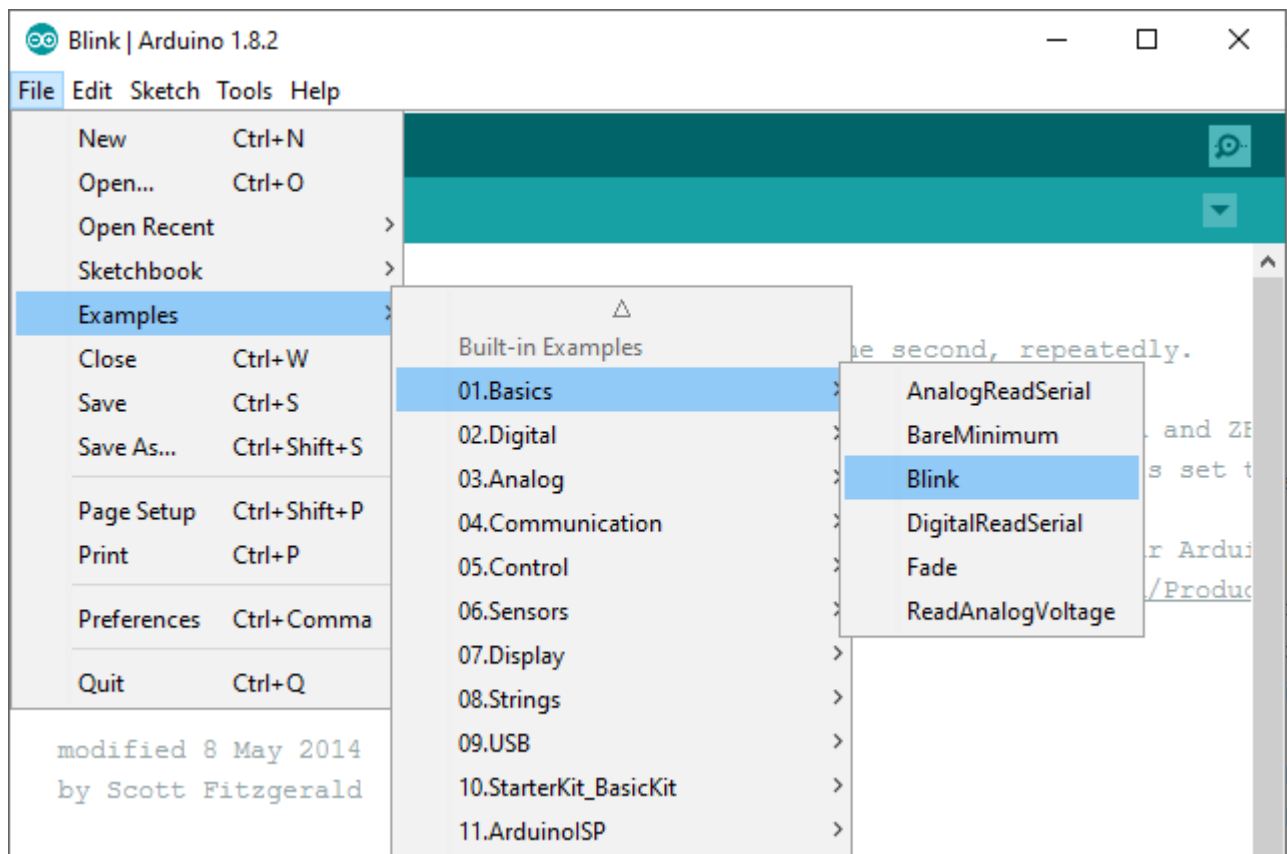 Blink | Arduino 1.8.2
File Edit Sketch Tools Help
New Ctrl+N
Open... Ctrl+O
Open Recent
Sketchbook
Examples
Close Ctrl+W
Save Ctrl+S
Save As... Ctrl+Shift+S
Page Setup Ctrl+Shift+P
Print Ctrl+P
Preferences Ctrl+Comma
Quit Ctrl+Q
Built-in Examples
01.Basics
02.Digital
03.Analog
04.Communication
05.Control
06.Sensors
07.Display
08.Strings
09.USB
10.StarterKit_BasicKit
11.ArduinoISP
AnalogReadSerial
BareMinimum
Blink
DigitalReadSerial
Fade
ReadAnalogVoltage
second, repeatedly.
and
s set
modified 8 May 2014
by Scott Fitzgerald